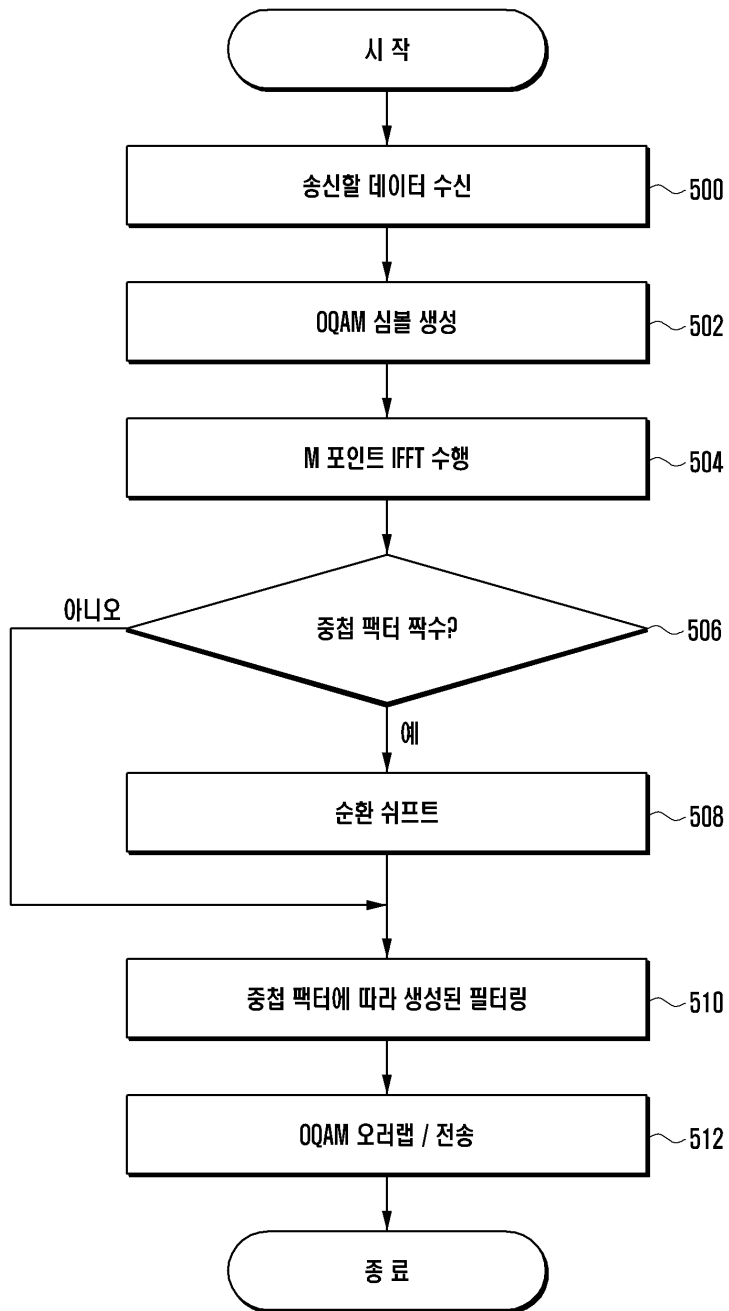 시 작
송신할 데이터 수신
500
OQAM 심볼 생성
502
M 포인트 IFFT 수행
504
아니오
중첩 팩터 짝수?
506
예
순환 쉬프트
508
중첩 팩터에 따라 생성된 필터링
510
OQAM 오러랩 / 전송
512
종 료